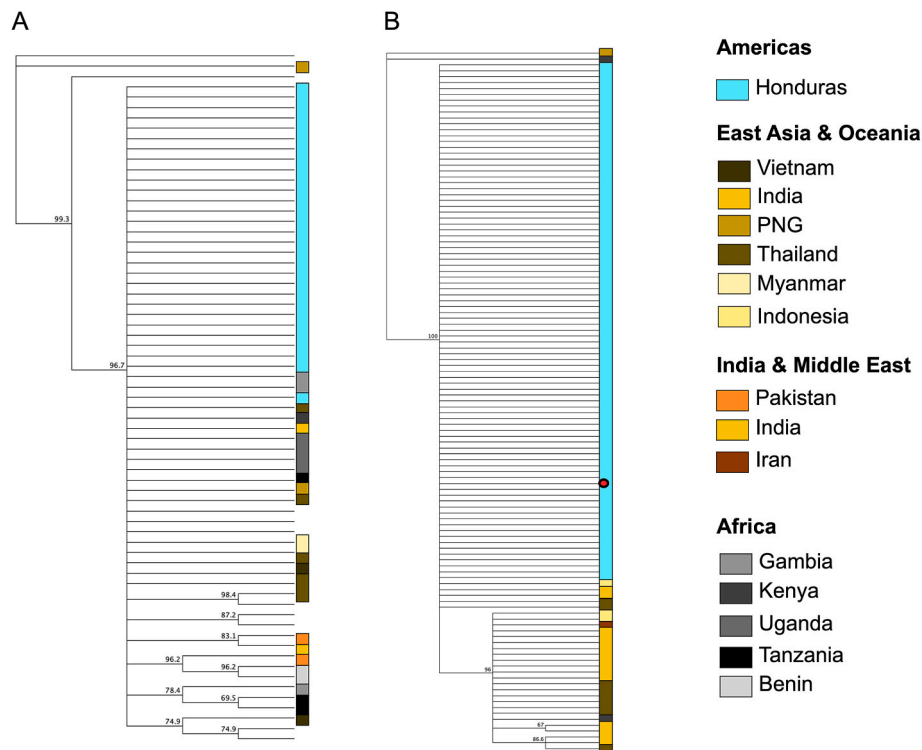 A
99.3
96.7
98.4
87.2
83.1
96.2
96.2
78.4
69.5
74.9
74.9
B
100
96
67
86.6
Americas
Honduras
East Asia & Oceania
Vietnam
India
PNG
Thailand
Myanmar
Indonesia
India & Middle East
Pakistan
India
Iran
Africa
Gambia
Kenya
Uganda
Tanzania
Benin